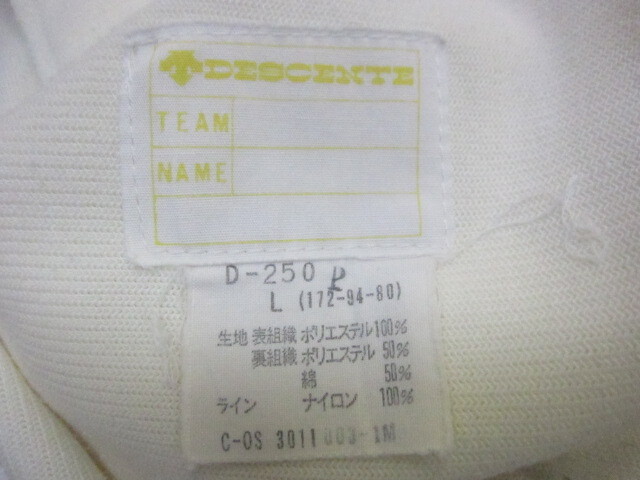 DESCENTE
TEAM
NAME
D-250 P
L (172-94-80)
生地 表組織 ポリエステル100%
裏組織 ポリエステル 50%
綿 50%
ライン ナイロン 100%
C-OS 3011 003-1M